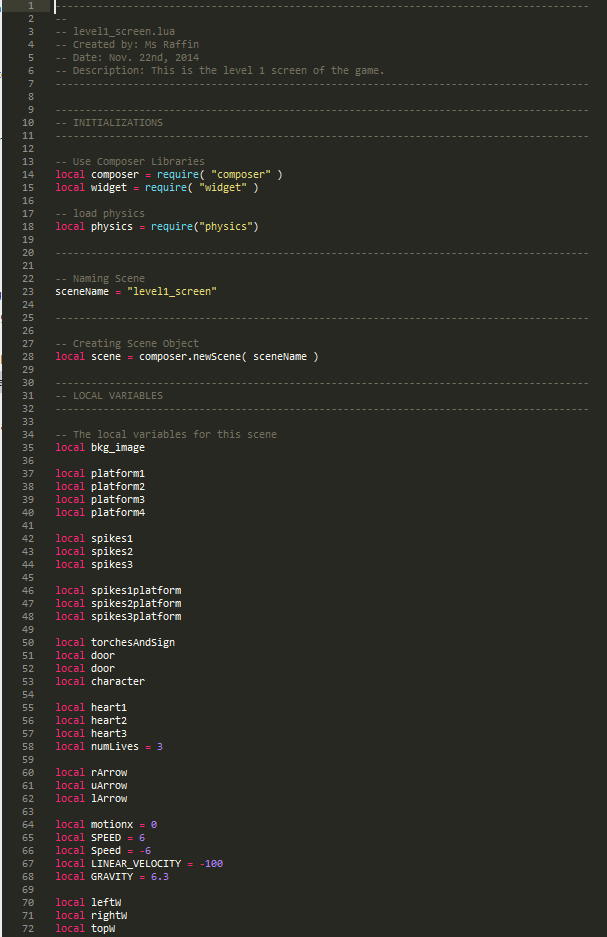 1 -----------------------------------------------------------------------------------------
2 --
3 -- level1_screen.lua
4 -- Created by: Ms Raffin
5 -- Date: Nov. 22nd, 2014
6 -- Description: This is the level 1 screen of the game.
7 -----------------------------------------------------------------------------------------
8
9 -----------------------------------------------------------------------------------------
10 -- INITIALIZATIONS
11 -----------------------------------------------------------------------------------------
12
13 -- Use Composer Libraries
14 local composer = require( "composer" )
15 local widget = require( "widget" )
16
17 -- load physics
18 local physics = require("physics")
19
20 -----------------------------------------------------------------------------------------
21
22 -- Naming Scene
23 sceneName = "level1_screen"
24
25 -----------------------------------------------------------------------------------------
26
27 -- Creating Scene Object
28 local scene = composer.newScene( sceneName )
29
30 -----------------------------------------------------------------------------------------
31 -- LOCAL VARIABLES
32 -----------------------------------------------------------------------------------------
33
34 -- The local variables for this scene
35 local bkg_image
36
37 local platform1
38 local platform2
39 local platform3
40 local platform4
41
42 local spikes1
43 local spikes2
44 local spikes3
45
46 local spikes1platform
47 local spikes2platform
48 local spikes3platform
49
50 local torchesAndSign
51 local door
52 local door
53 local character
54
55 local heart1
56 local heart2
57 local heart3
58 local numLives = 3
59
60 local rArrow
61 local uArrow
62 local lArrow
63
64 local motionx = 0
65 local SPEED = 6
66 local Speed = -6
67 local LINEAR_VELOCITY = -100
68 local GRAVITY = 6.3
69
70 local leftW
71 local rightW
72 local topW